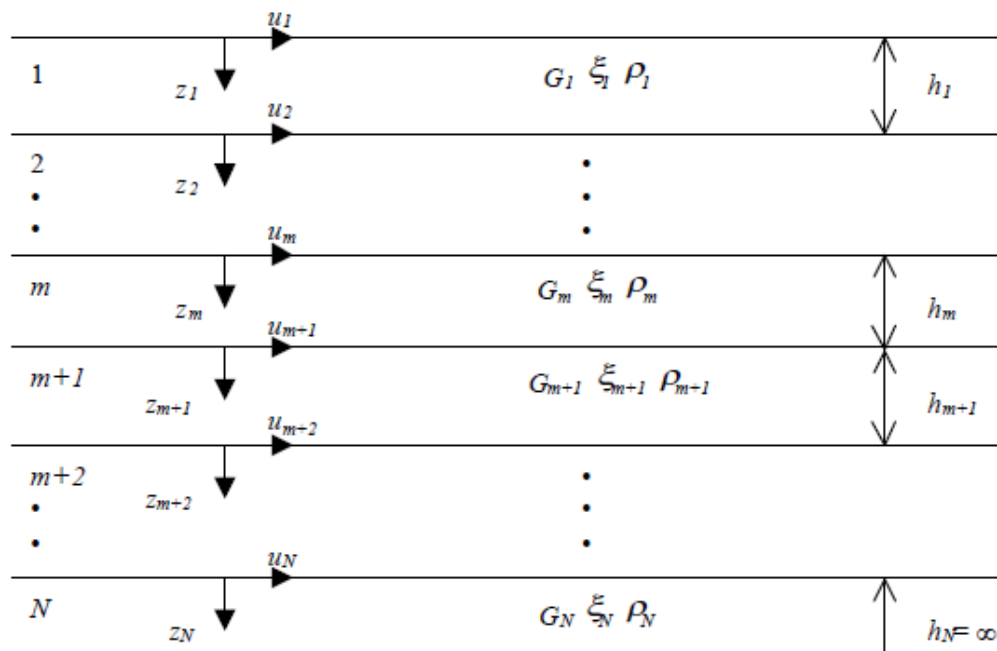 u1
1
z1
G1 ξ1 ρ1
h1
u2
2
z2
um
m
zm
Gm ξm ρm
hm
um+1
m+1
zm+1
Gm+1 ξm+1 ρm+1
hm+1
um+2
m+2
zm+2
uN
N
zN
GN ξN ρN
hN= ∞